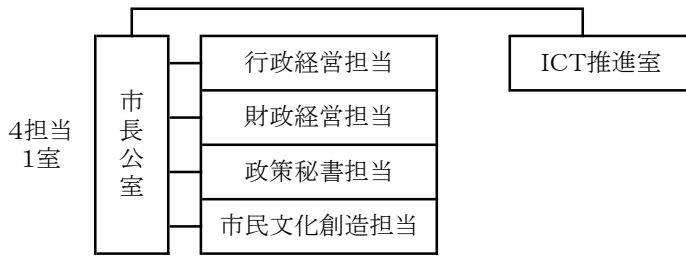 行政経営担当
ICT推進室
財政経営担当
4担当
1室
市長公室
政策秘書担当
市民文化創造担当